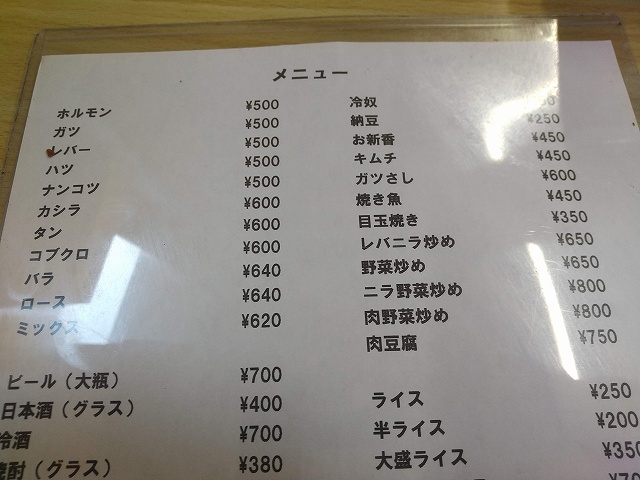 メニュー
ホルモン ¥500
ガツ ¥500
レバー ¥500
ハツ ¥500
ナンコツ ¥500
カシラ ¥600
タン ¥600
コブクロ ¥600
バラ ¥640
ロース ¥640
ミックス ¥620
ビール（大瓶） ¥700
日本酒（グラス） ¥400
冷酒 ¥700
焼酎（グラス） ¥380
冷奴
納豆 ¥250
お新香 ¥450
キムチ ¥450
ガツさし ¥600
焼き魚 ¥450
目玉焼き ¥350
レバニラ炒め ¥650
野菜炒め ¥650
ニラ野菜炒め ¥800
肉野菜炒め ¥800
肉豆腐 ¥750
ライス ¥250
半ライス ¥200
大盛ライス ¥350